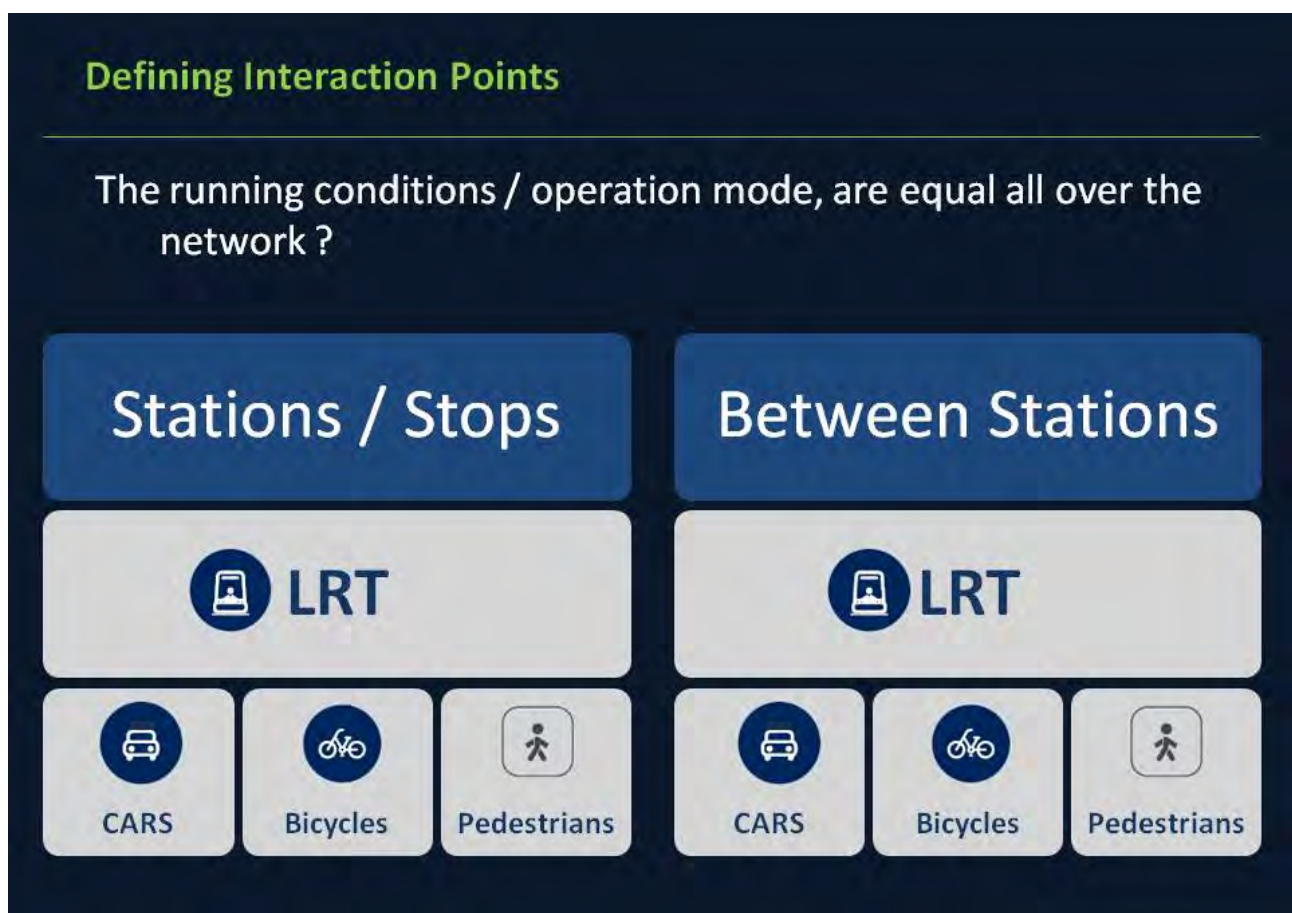 Defining Interaction Points
The running conditions / operation mode, are equal all over the
network ?
Stations / Stops
Between Stations
LRT
LRT
CARS
Bicycles
Pedestrians
CARS
Bicycles
Pedestrians